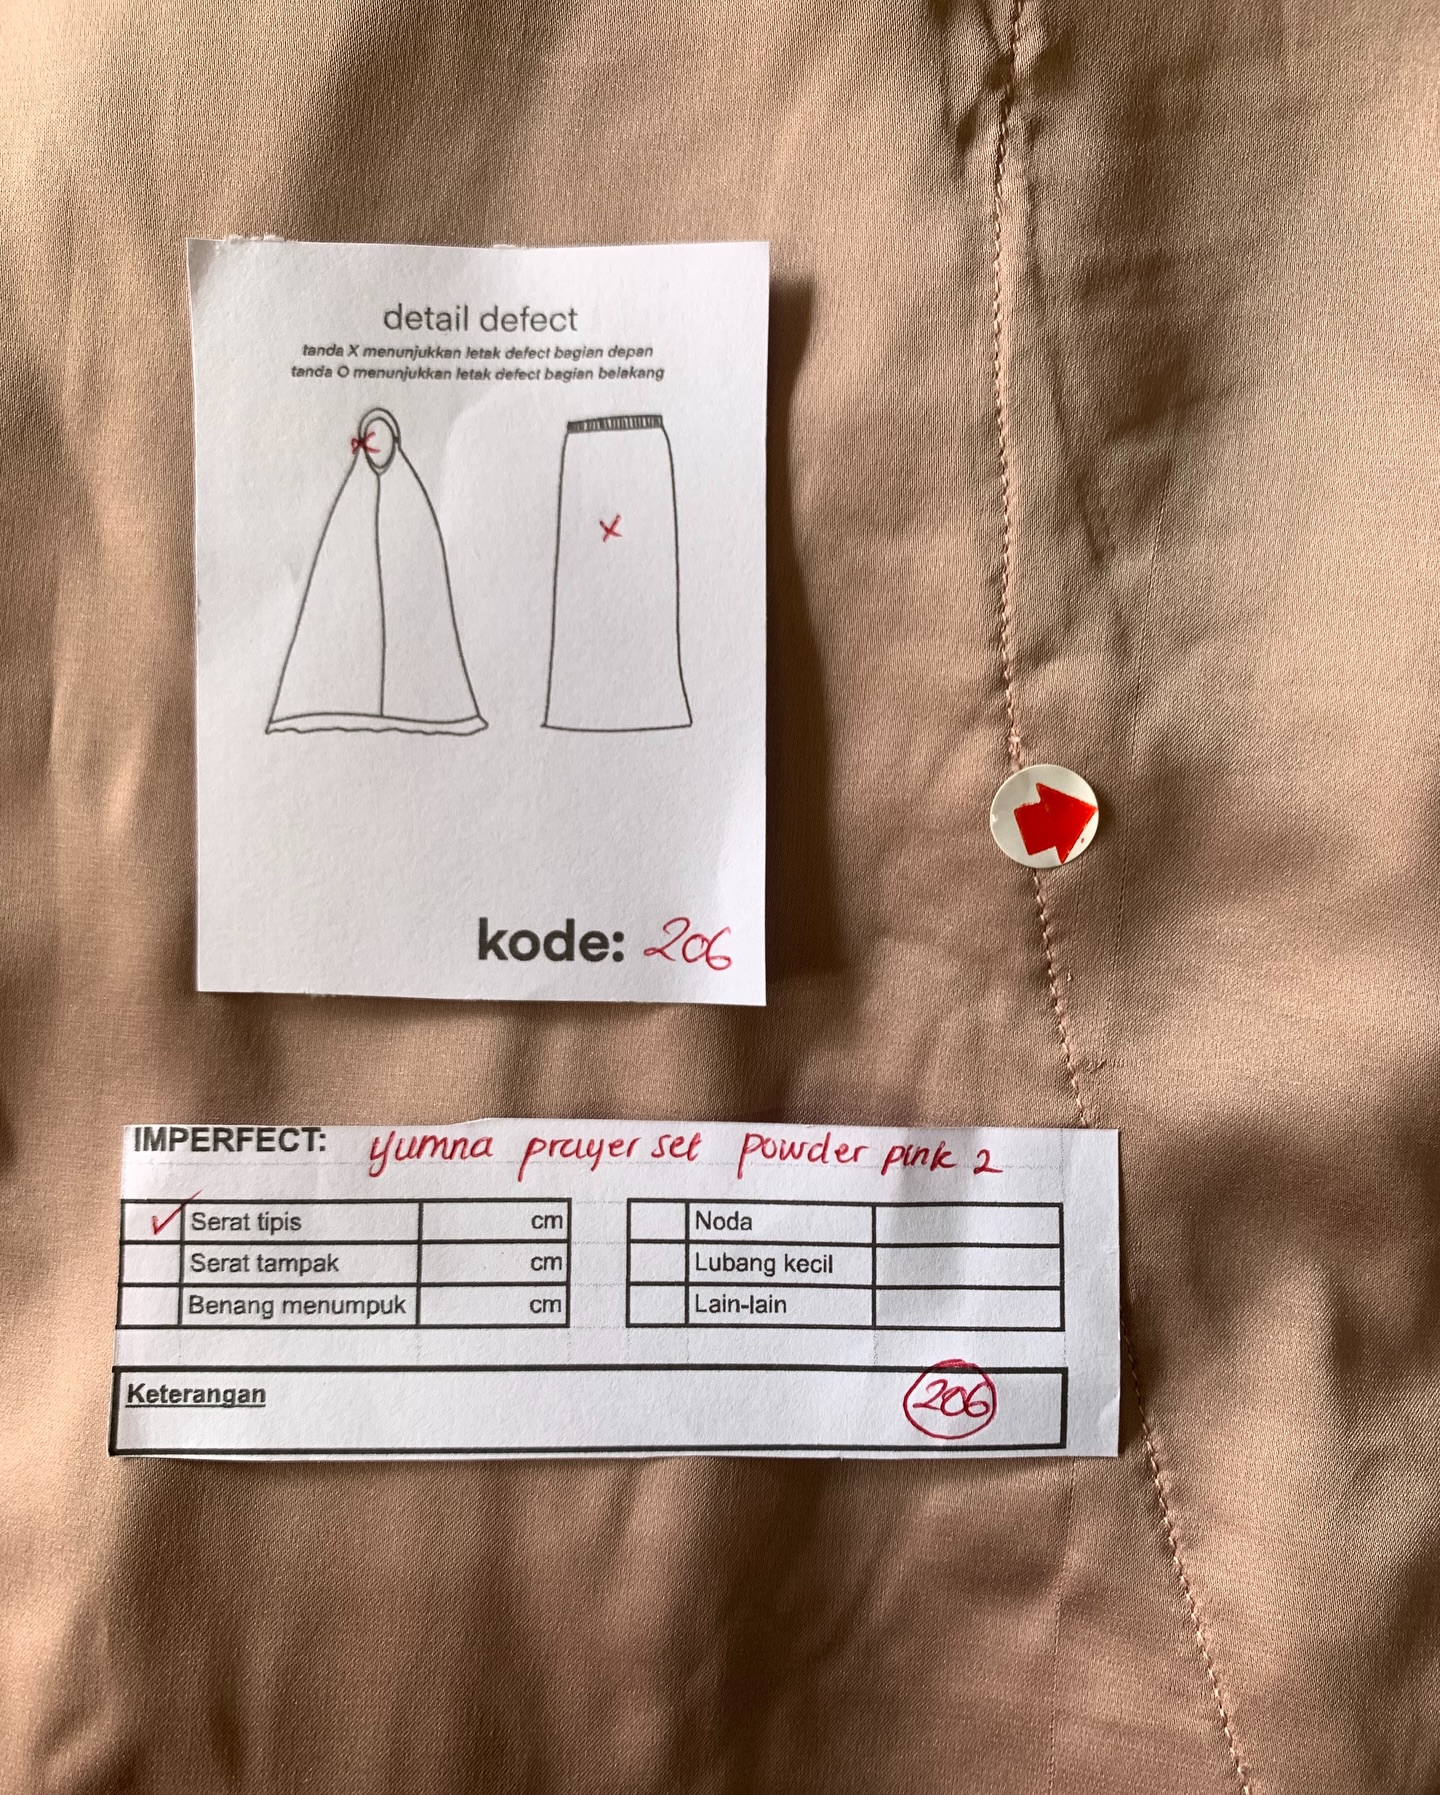 detail defect
tanda X menunjukkan letak defect bagian depan
tanda O menunjukkan letak defect bagian belakang
kode: 206
IMPERFECT: Yumna prayer set powder pink 2
Serat tipis cm Noda
Serat tampak cm Lubang kecil
Benang menumpuk cm Lain-lain
Keterangan 206